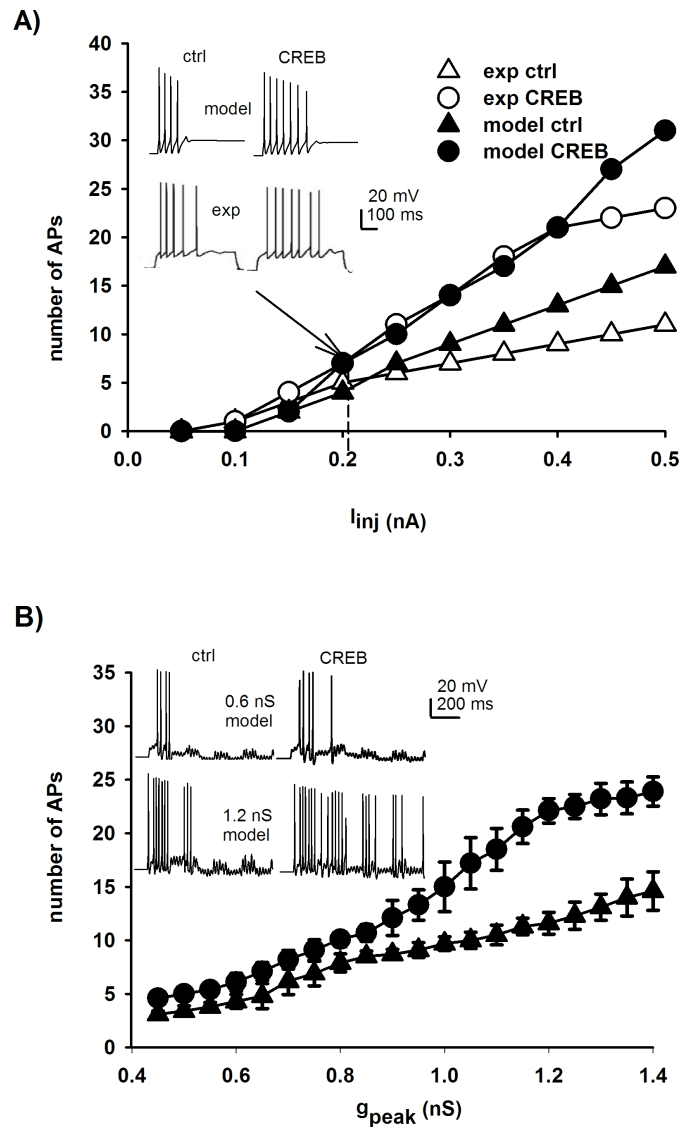 A)
40
35
30
25
20
15
10
5
0
number of APs
ctrl
CREB
model
exp
20 mV
100 ms
exp ctrl
exp CREB
model ctrl
model CREB
0.0
0.1
0.2
0.3
0.4
0.5
Iinj (nA)
B)
35
30
25
20
15
10
5
0
number of APs
ctrl
CREB
0.6 nS
model
1.2 nS
model
20 mV
200 ms
0.4
0.6
0.8
1.0
1.2
1.4
gpeak (nS)